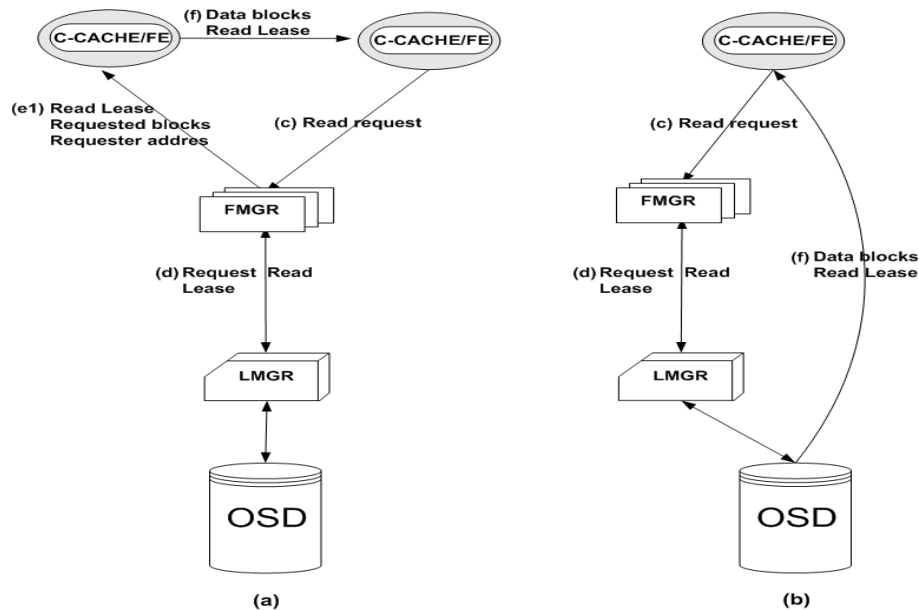 (f) Data blocks
Read Lease
C-CACHE/FE
C-CACHE/FE
(e1) Read Lease
Requested blocks
Requester addres
(c) Read request
FMGR
(d) Request Read
Lease
LMGR
OSD
(a)
C-CACHE/FE
(c) Read request
FMGR
(d) Request Read
Lease
(f) Data blocks
Read Lease
LMGR
OSD
(b)